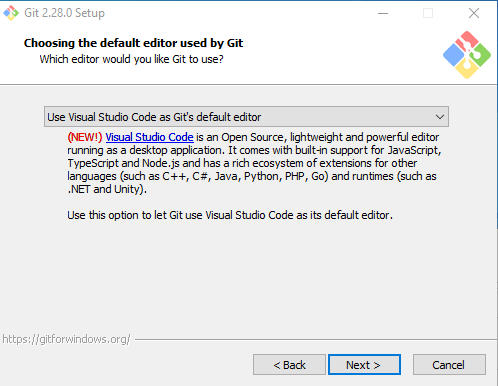 Git 2.28.0 Setup
Choosing the default editor used by Git
Which editor would you like Git to use?
Use Visual Studio Code as Git's default editor
(NEW!) Visual Studio Code is an Open Source, lightweight and powerful editor
running as a desktop application. It comes with built-in support for JavaScript,
TypeScript and Node.js and has a rich ecosystem of extensions for other
languages (such as C++, C#, Java, Python, PHP, Go) and runtimes (such as
.NET and Unity).
Use this option to let Git use Visual Studio Code as its default editor.
https://gitforwindows.org/
< Back
Next >
Cancel